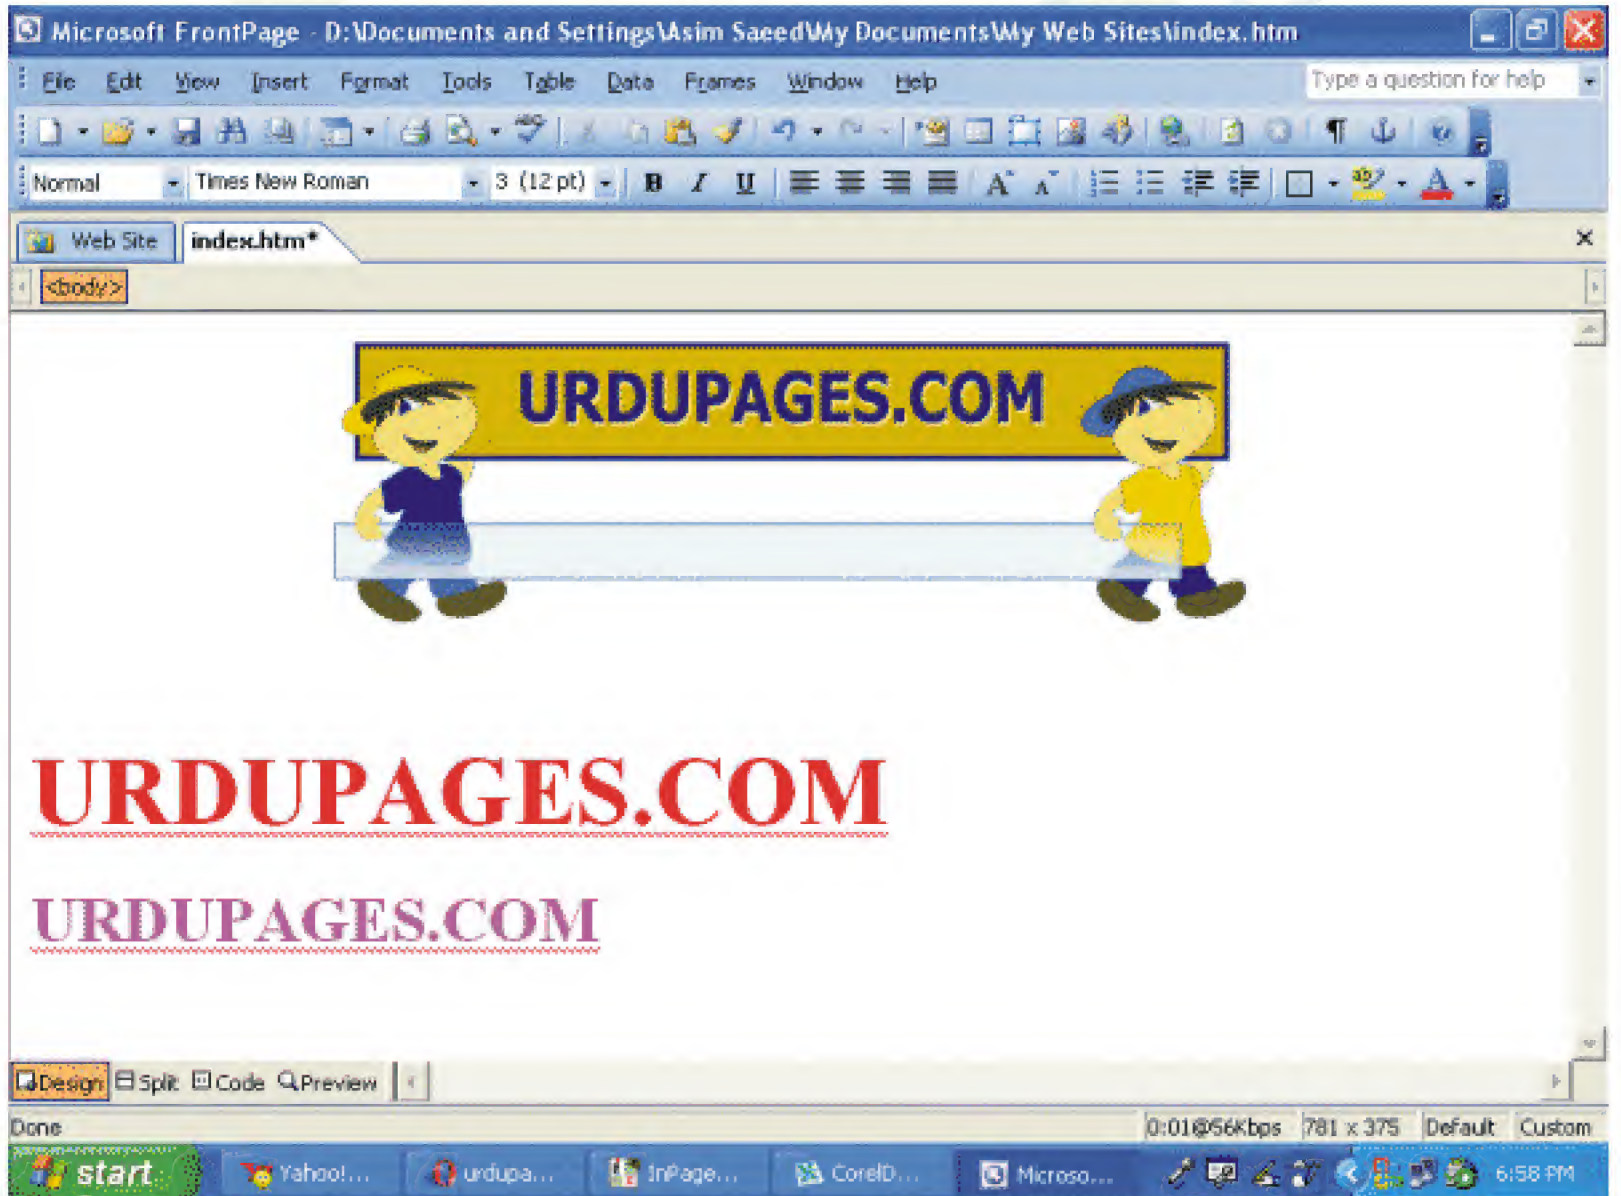 Microsoft FrontPage - D:\Documents and Settings\Asim Saeed\My Documents\My Web Sites\index.htm
File Edit View Insert Format Tools Table Data Frames Window Help Type a question for help
Normal Times New Roman 3 (12 pt) B I U A A A
Web Site index.htm*
<body>
URDUPAGES.COM
URDUPAGES.COM
URDUPAGES.COM
Design Split Code Preview
Done 0:01@56Kbps 781 x 375 Default Custom
start Yahoo!... urdupa... InPage... CorelD... Microso... 6:58 PM